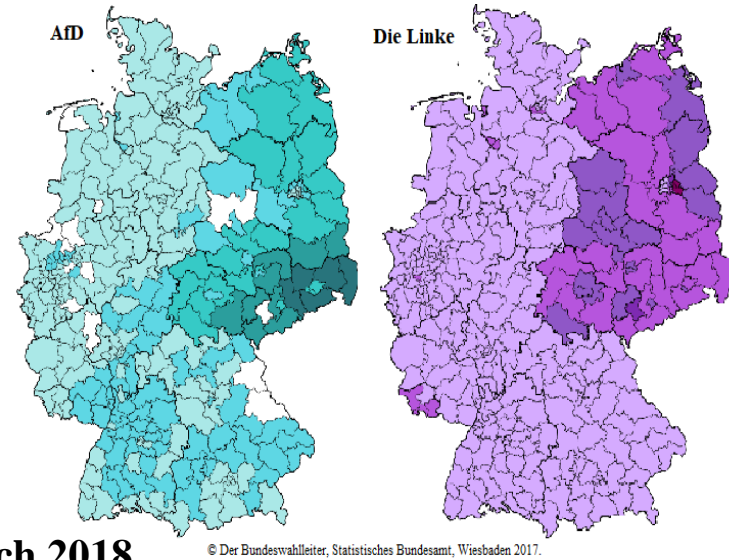 AfD
Die Linke
ch 2018
© Der Bundeswahlleiter, Statistisches Bundesamt, Wiesbaden 2017.